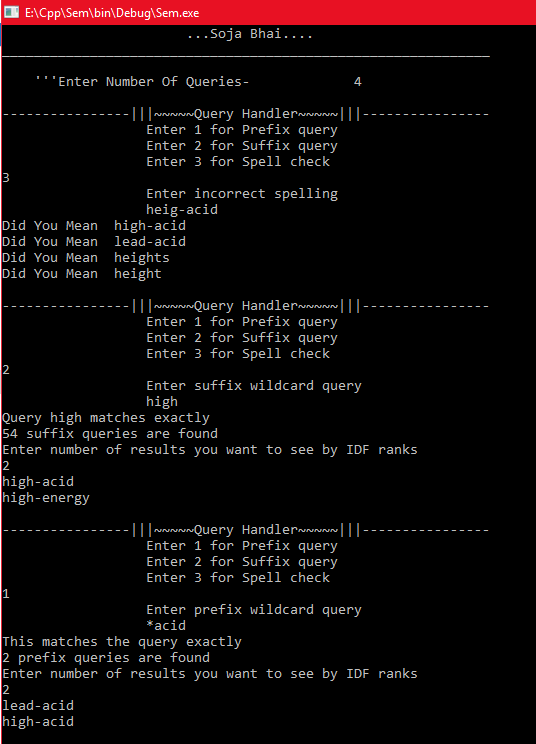 E:\Cpp\Sem\bin\Debug\Sem.exe
...Soja Bhai....
_____________________________________________________________
'''Enter Number Of Queries- 4
----------------|||~~~~~Query Handler~~~~~|||----------------
Enter 1 for Prefix query
Enter 2 for Suffix query
Enter 3 for Spell check
3
Enter incorrect spelling
heig-acid
Did You Mean  high-acid
Did You Mean  lead-acid
Did You Mean  heights
Did You Mean  height
----------------|||~~~~~Query Handler~~~~~|||----------------
Enter 1 for Prefix query
Enter 2 for Suffix query
Enter 3 for Spell check
2
Enter suffix wildcard query
high
Query high matches exactly
54 suffix queries are found
Enter number of results you want to see by IDF ranks
2
high-acid
high-energy
----------------|||~~~~~Query Handler~~~~~|||----------------
Enter 1 for Prefix query
Enter 2 for Suffix query
Enter 3 for Spell check
1
Enter prefix wildcard query
*acid
This matches the query exactly
2 prefix queries are found
Enter number of results you want to see by IDF ranks
2
lead-acid
high-acid